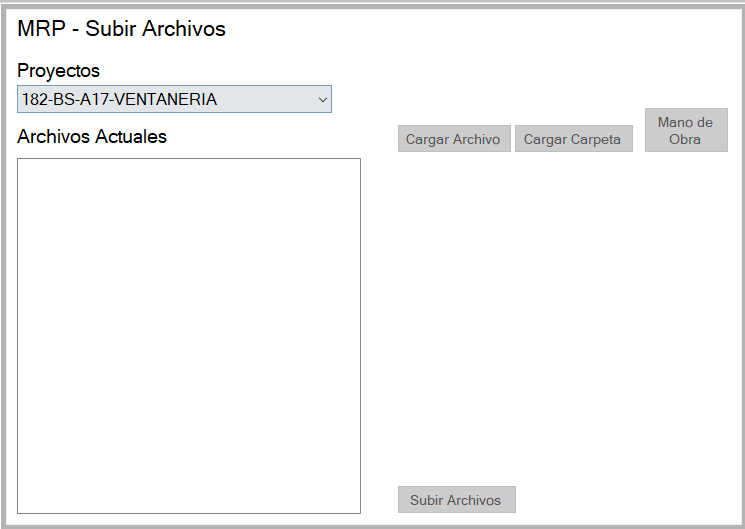 MRP - Subir Archivos
Proyectos
182-BS-A17-VENTANERIA
Archivos Actuales
Cargar Archivo
Cargar Carpeta
Mano de
Obra
Subir Archivos